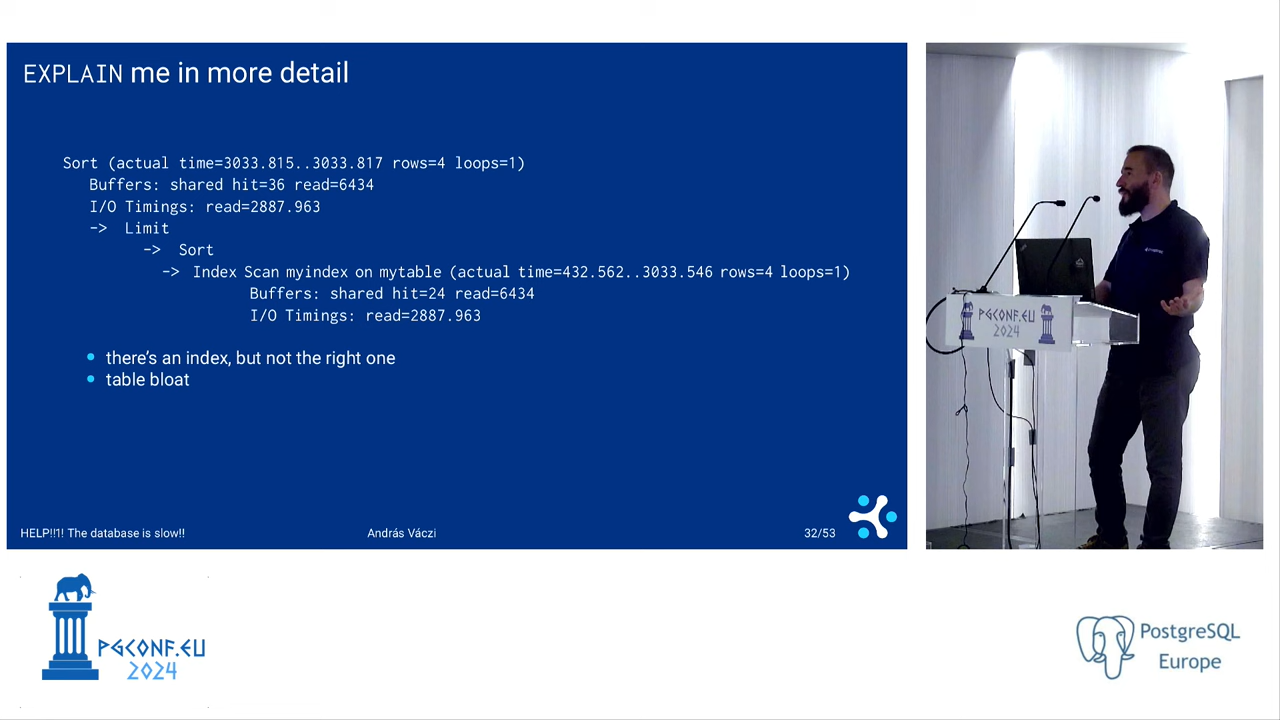 EXPLAIN me in more detail
Sort (actual time=3033.815..3033.817 rows=4 loops=1)
Buffers: shared hit=36 read=6434
I/O Timings: read=2887.963
-> Limit
-> Sort
-> Index Scan myindex on mytable (actual time=432.562..3033.546 rows=4 loops=1)
Buffers: shared hit=24 read=6434
I/O Timings: read=2887.963
• there's an index, but not the right one
• table bloat
HELP!!1! The database is slow!!
András Váczi
32/53
PGCONF.EU
2024
PGCONF.EU
2024
PostgreSQL
Europe